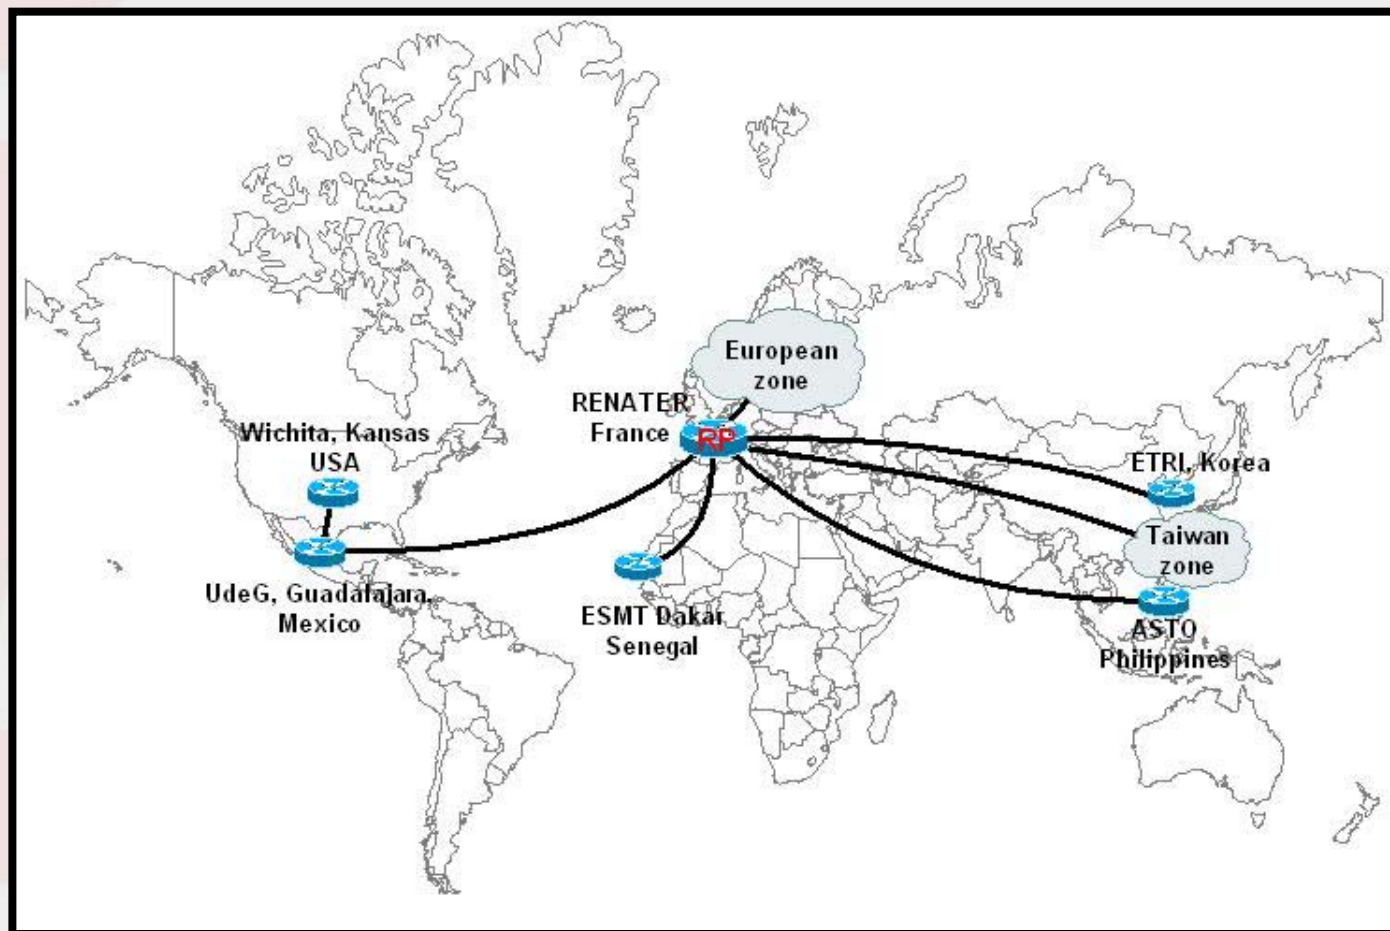 European
zone
RENATER
France
RP
Wichita, Kansas
USA
ETRI, Korea
Taiwan
zone
UdeG, Guadalajara,
Mexico
ESMT Dakar
Senegal
ASTO
Philippines